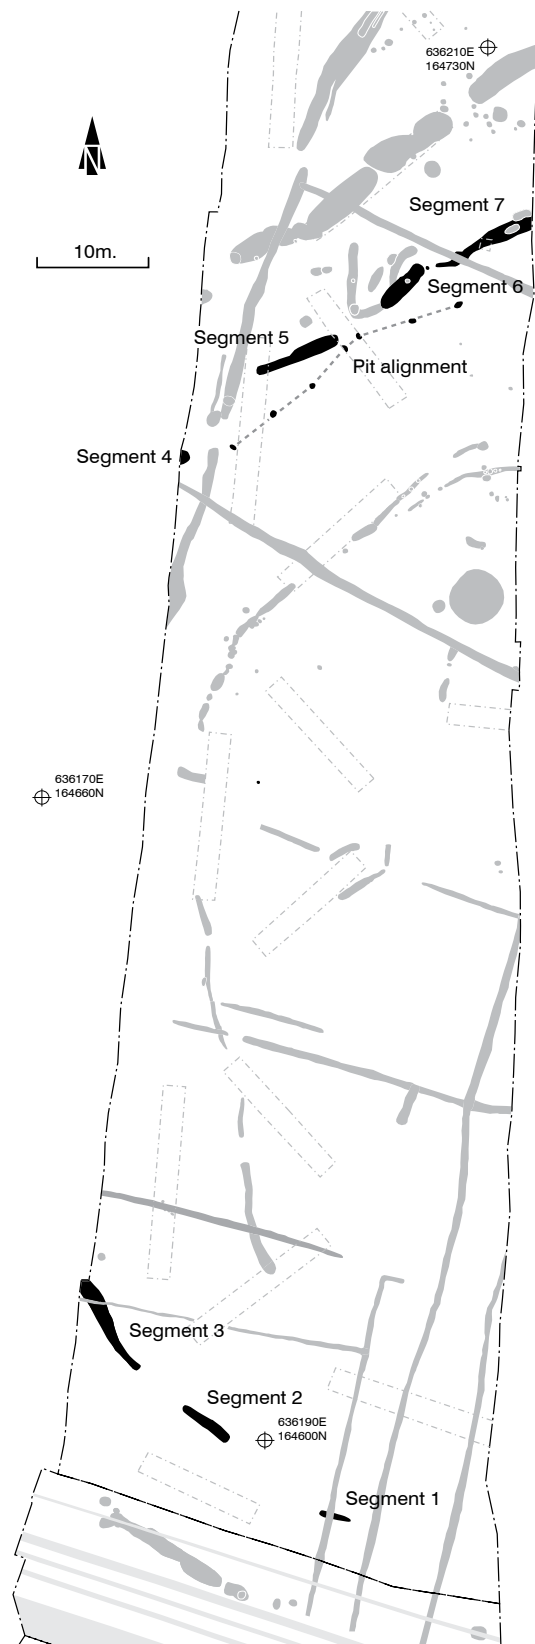 636210E
164730N
N
10m.
Segment 7
Segment 6
Segment 5
Pit alignment
Segment 4
636170E
164660N
Segment 3
Segment 2
636190E
164600N
Segment 1